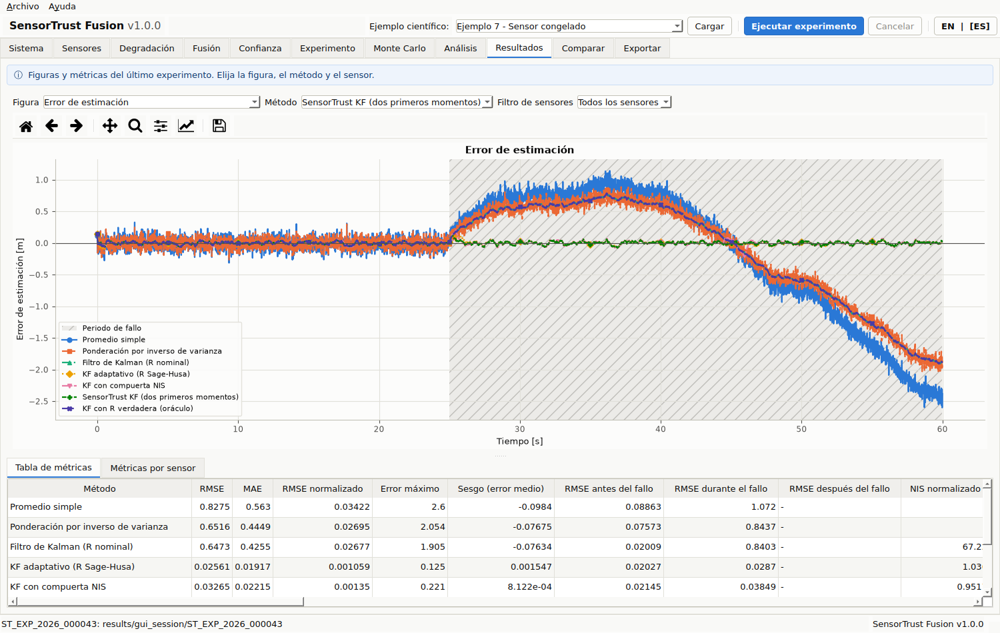 Archivo Ayuda
SensorTrust Fusion v1.0.0
Ejemplo científico: Ejemplo 7 - Sensor congelado Cargar Ejecutar experimento Cancelar EN | [ES]
Sistema Sensores Degradación Fusión Confianza Experimento Monte Carlo Análisis Resultados Comparar Exportar
Figuras y métricas del último experimento. Elija la figura, el método y el sensor.
Figura Error de estimación Método SensorTrust KF (dos primeros momentos) Filtro de sensores Todos los sensores
Error de estimación
Error de estimación [m]
1.0
0.5
0.0
−0.5
−1.0
−1.5
−2.0
−2.5
Periodo de fallo
Promedio simple
Ponderación por inverso de varianza
Filtro de Kalman (R nominal)
KF adaptativo (R Sage-Husa)
KF con compuerta NIS
SensorTrust KF (dos primeros momentos)
KF con R verdadera (oráculo)
0 10 20 30 40 50 60
Tiempo [s]
Tabla de métricas Métricas por sensor
Método RMSE MAE RMSE normalizado Error máximo Sesgo (error medio) RMSE antes del fallo RMSE durante el fallo RMSE después del fallo NIS normalizado
Promedio simple 0.8275 0.563 0.03422 2.6 -0.0984 0.08863 1.072 -
Ponderación por inverso de varianza 0.6516 0.4449 0.02695 2.054 -0.07675 0.07573 0.8437 -
Filtro de Kalman (R nominal) 0.6473 0.4255 0.02677 1.905 -0.07634 0.02009 0.8403 - 67.2
KF adaptativo (R Sage-Husa) 0.02561 0.01917 0.001059 0.125 0.001547 0.02027 0.0287 - 1.03
KF con compuerta NIS 0.03265 0.02215 0.00135 0.221 8.122e-04 0.02145 0.03849 - 0.951
ST_EXP_2026_000043: results/gui_session/ST_EXP_2026_000043
SensorTrust Fusion v1.0.0